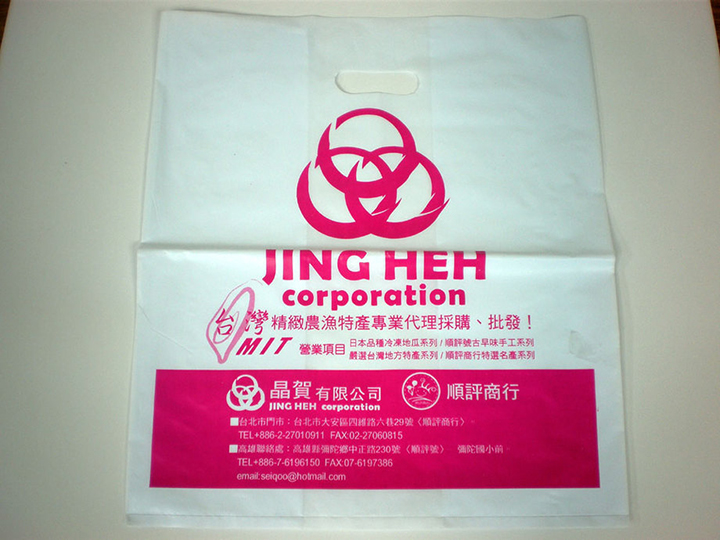 JING HEH
corporation
台灣 精緻農漁特產專業代理採購、批發！
MIT 營業項目 日本品種冷凍地瓜系列 / 順評號古早味手工系列
嚴選台灣地方特產系列 / 順評商行特選名產系列
晶賀有限公司 順評商行
JING HEH corporation
■台北市門市：台北市大安區四維路六巷29號〈順評商行〉。
TEL+886-2-27010911 FAX:02-27060815
■高雄聯絡處：高雄縣彌陀鄉中正路230號〈順評號〉 彌陀國小前。
TEL+886-7-6196150 FAX:07-6197386
email:seiqoo@hotmail.com